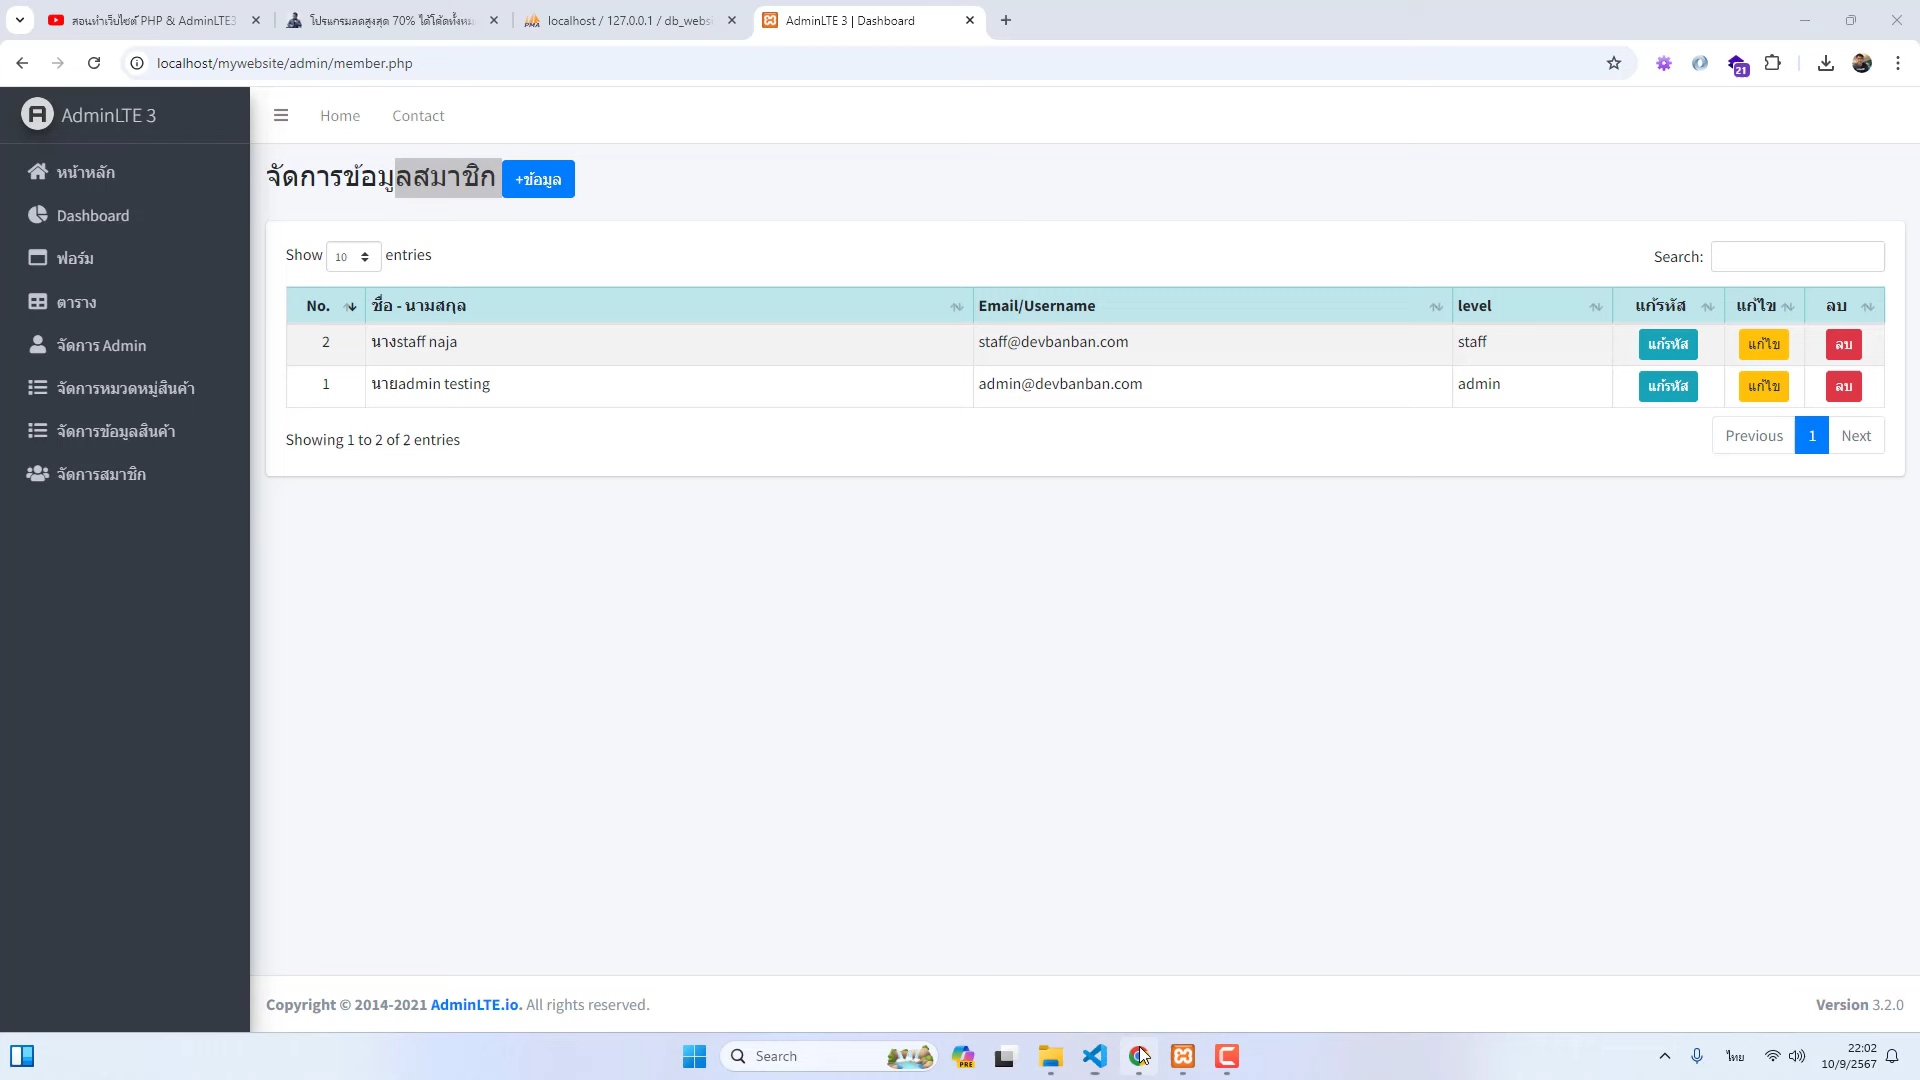 สอนทำเว็บไซต์ PHP & AdminLTE3
โปรแกรมลดสูงสุด 70% ได้โค้ดทั้งหม
localhost / 127.0.0.1 / db_websi
AdminLTE 3 | Dashboard
localhost/mywebsite/admin/member.php
21
AdminLTE 3
Home
Contact
หน้าหลัก
Dashboard
ฟอร์ม
ตาราง
จัดการ Admin
จัดการหมวดหมู่สินค้า
จัดการข้อมูลสินค้า
จัดการสมาชิก
จัดการข้อมูลสมาชิก +ข้อมูล
Show 10 entries
Search:
No. ชื่อ - นามสกุล Email/Username level แก้รหัส แก้ไข ลบ
2 นางstaff naja staff@devbanban.com staff แก้รหัส แก้ไข ลบ
1 นายadmin testing admin@devbanban.com admin แก้รหัส แก้ไข ลบ
Showing 1 to 2 of 2 entries
Previous 1 Next
Copyright © 2014-2021 AdminLTE.io. All rights reserved.
Version 3.2.0
Search
PRE
ไทย
22:02
10/9/2567